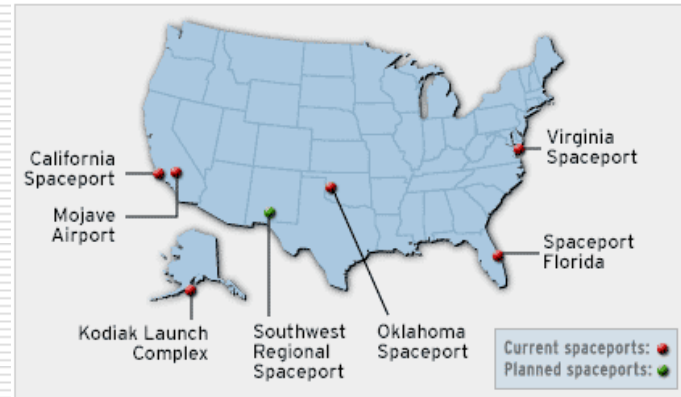 California
Spaceport
Mojave
Airport
Virginia
Spaceport
Spaceport
Florida
Kodiak Launch
Complex
Southwest
Regional
Spaceport
Oklahoma
Spaceport
Current spaceports:
Planned spaceports: